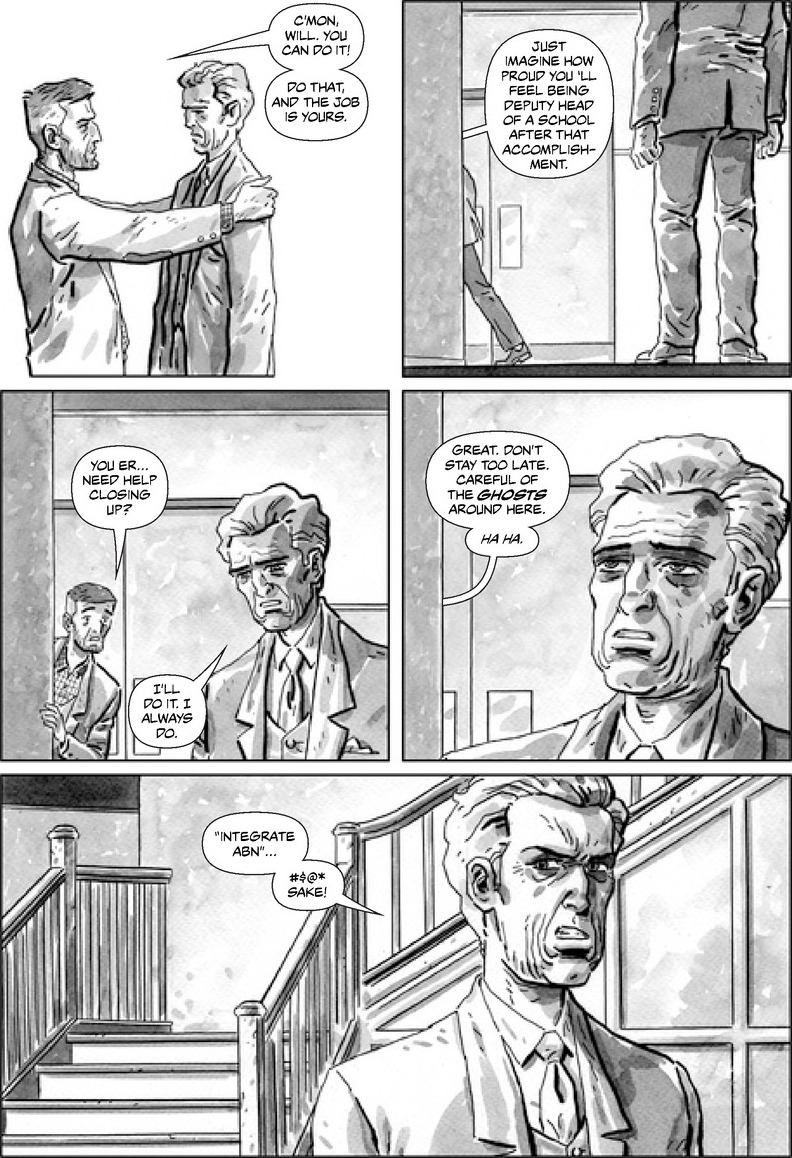 C'MON,
WILL. YOU
CAN DO IT!
DO THAT,
AND THE JOB
IS YOURS.
JUST
IMAGINE HOW
PROUD YOU 'LL
FEEL BEING
DEPUTY HEAD
OF A SCHOOL
AFTER THAT
ACCOMPLISH-
MENT.
YOU ER...
NEED HELP
CLOSING
UP?
I'LL
DO IT. I
ALWAYS
DO.
GREAT. DON'T
STAY TOO LATE.
CAREFUL OF
THE GHOSTS
AROUND HERE.
HA HA.
"INTEGRATE
ABN"...
#$@*
SAKE!